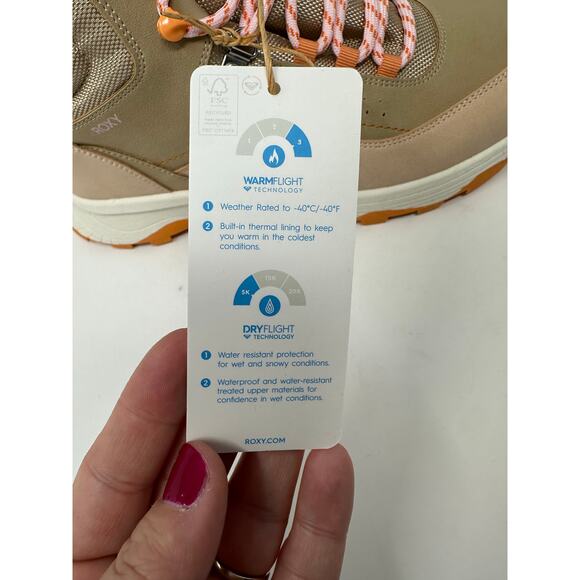 FSC
RECYCLED
1 2 3
WARMFLIGHT
TECHNOLOGY
1 Weather Rated to -40°C/-40°F
2 Built-in thermal lining to keep
you warm in the coldest
conditions.
10K
5K 20K
DRYFLIGHT
TECHNOLOGY
1 Water resistant protection
for wet and snowy conditions.
2 Waterproof and water-resistant
treated upper materials for
confidence in wet conditions.
ROXY.COM
ROXY